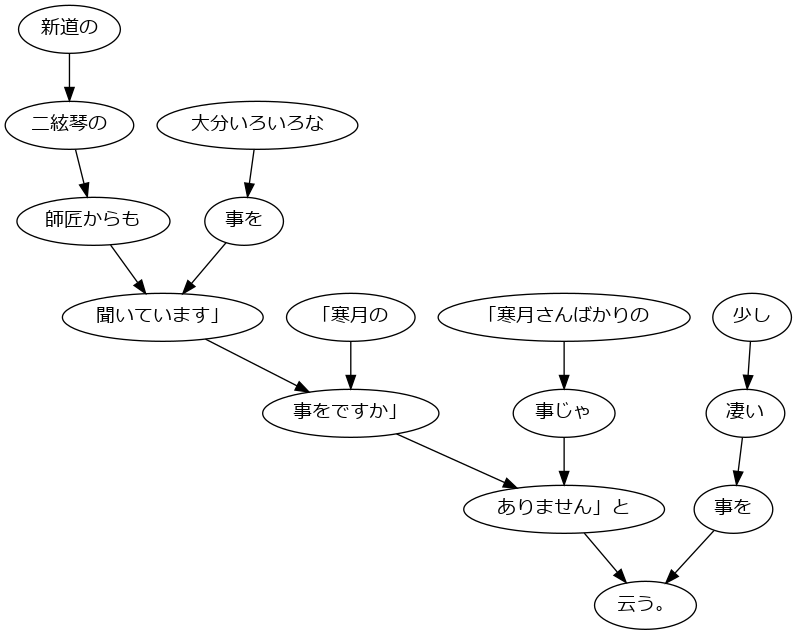 新道の
二絃琴の
大分いろいろな
師匠からも
事を
聞いています」
「寒月の
「寒月さんばかりの
少し
事をですか」
事じゃ
凄い
ありません」と
事を
云う。